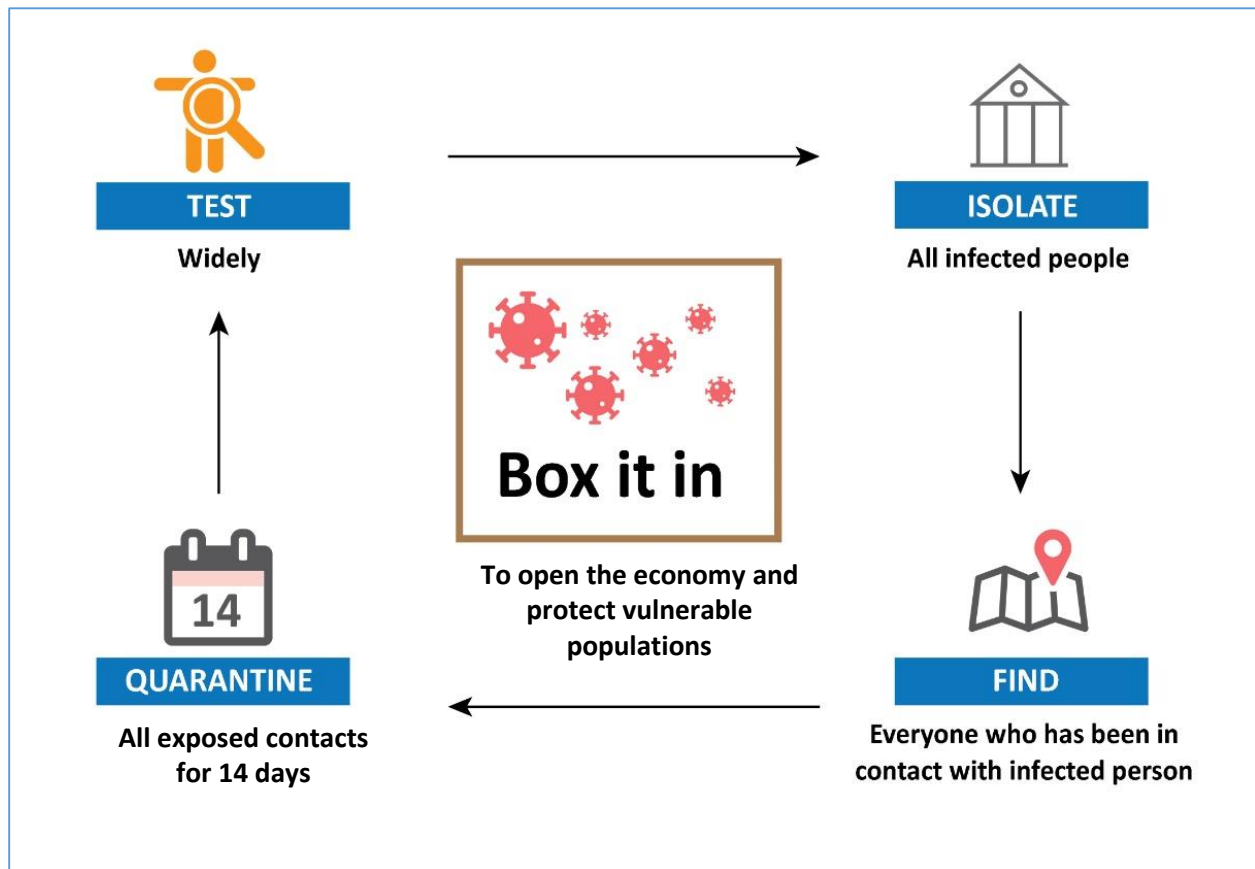 TEST
Widely
ISOLATE
All infected people
Box it in
To open the economy and
protect vulnerable
populations
14
QUARANTINE
All exposed contacts
for 14 days
FIND
Everyone who has been in
contact with infected person